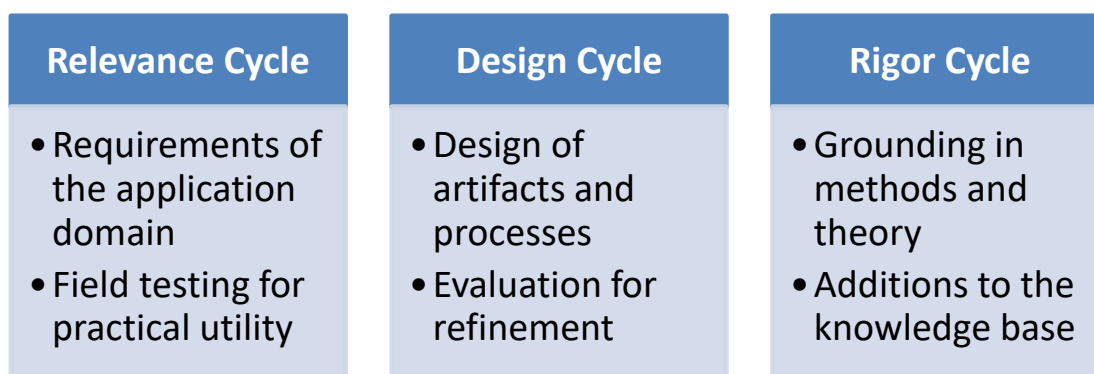 Relevance Cycle
• Requirements of
the application
domain
• Field testing for
practical utility
Design Cycle
• Design of
artifacts and
processes
• Evaluation for
refinement
Rigor Cycle
• Grounding in
methods and
theory
• Additions to the
knowledge base